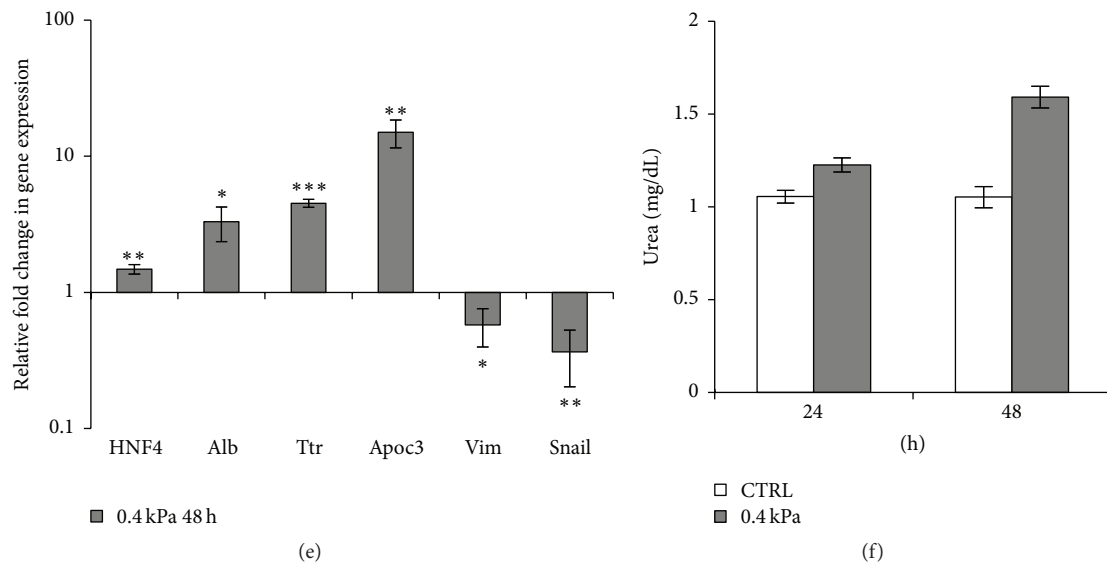 Relative fold change in gene expression
100
10
1
0.1
**
*
***
**
*
**
HNF4 Alb Ttr Apoc3 Vim Snail
0.4 kPa 48 h
(e)
Urea (mg/dL)
2
1.5
1
0.5
0
24 48
(h)
CTRL
0.4 kPa
(f)